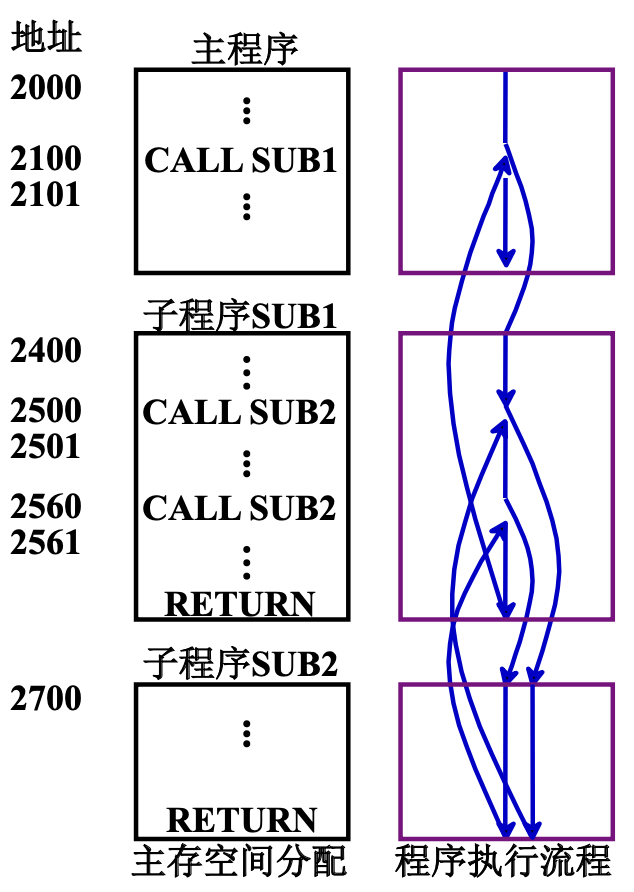 地址
主程序
2000
⋮
2100 CALL SUB1
2101
⋮
子程序SUB1
2400
⋮
2500 CALL SUB2
2501
⋮
2560 CALL SUB2
2561
⋮
RETURN
子程序SUB2
2700
⋮
RETURN
主存空间分配 程序执行流程